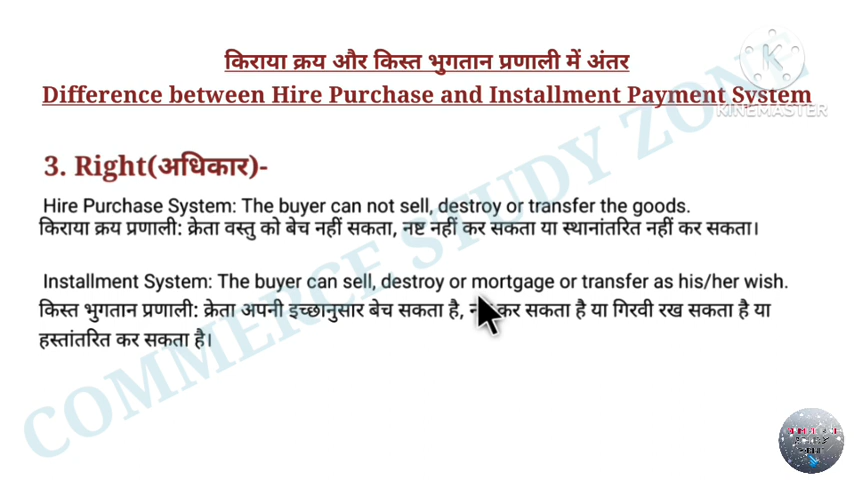 किराया क्रय और किस्त भुगतान प्रणाली में अंतर
Difference between Hire Purchase and Installment Payment System
KINEMASTER
3. Right(अधिकार)-
Hire Purchase System: The buyer can not sell, destroy or transfer the goods.
किराया क्रय प्रणाली: क्रेता वस्तु को बेच नहीं सकता, नष्ट नहीं कर सकता या स्थानांतरित नहीं कर सकता।
Installment System: The buyer can sell, destroy or mortgage or transfer as his/her wish.
किस्त भुगतान प्रणाली: क्रेता अपनी इच्छानुसार बेच सकता है, कर सकता है या गिरवी रख सकता है या
हस्तांतरित कर सकता है।
COMMERCE STUDY ZONE